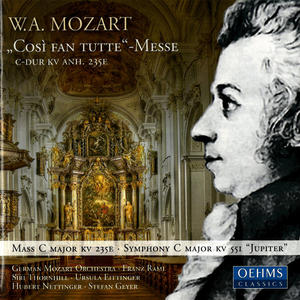 W.A. MOZART
„COSÌ FAN TUTTE“-MESSE
C-DUR KV ANH. 235E
MASS C MAJOR KV 235E · SYMPHONY C MAJOR KV 551 "JUPITER"
GERMAN MOZART ORCHESTRA · FRANZ RAML
SIRI THORNHILL · URSULA EITTINGER
HUBERT NETTINGER · STEFAN GEYER
OEHMS
CLASSICS